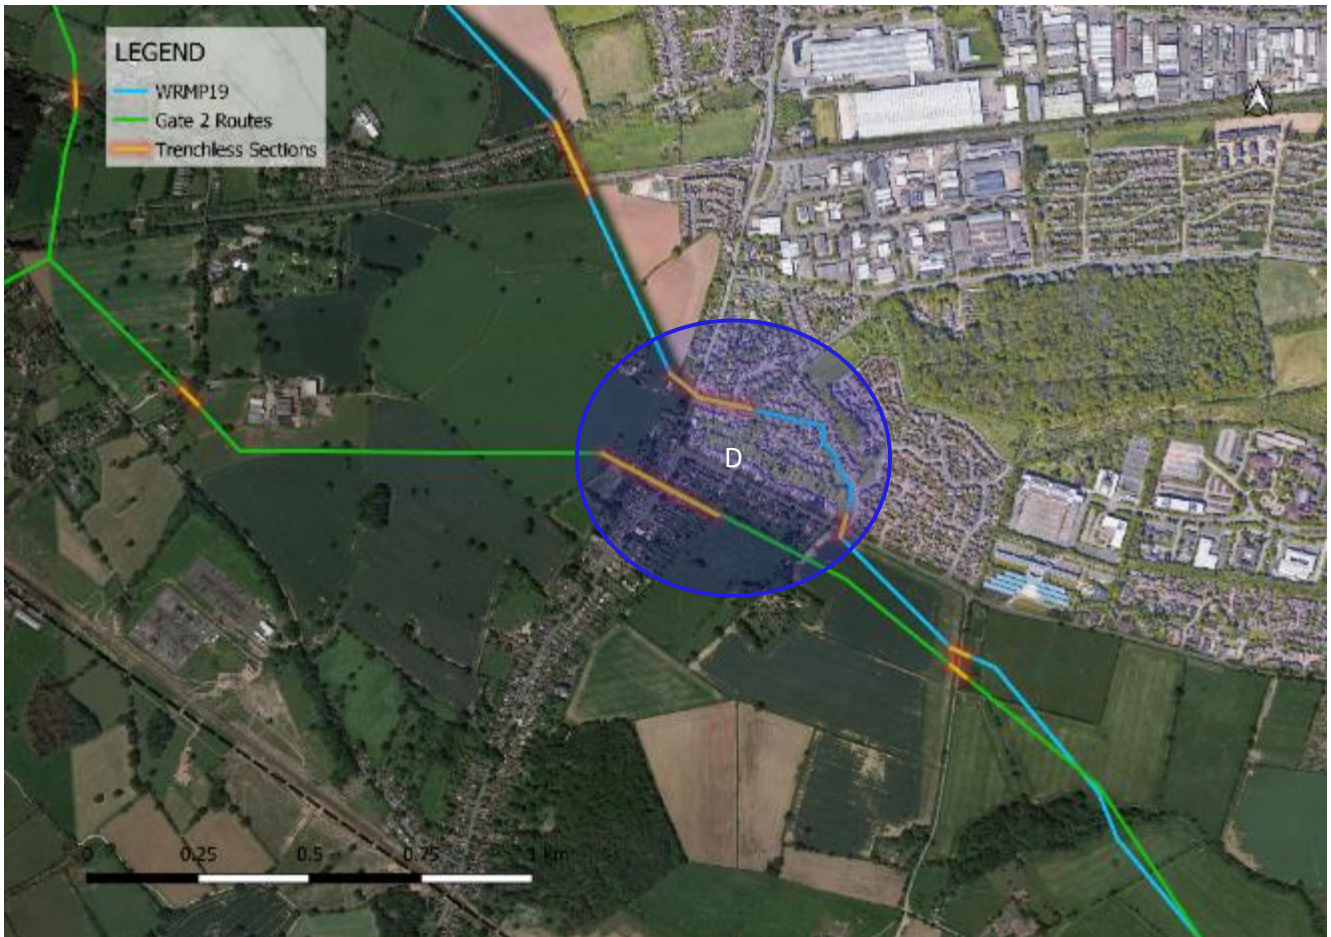 LEGEND
WRMP19
Gate 2 Routes
Trenchless Sections
D
0 0.25 0.5 0.75 1 km